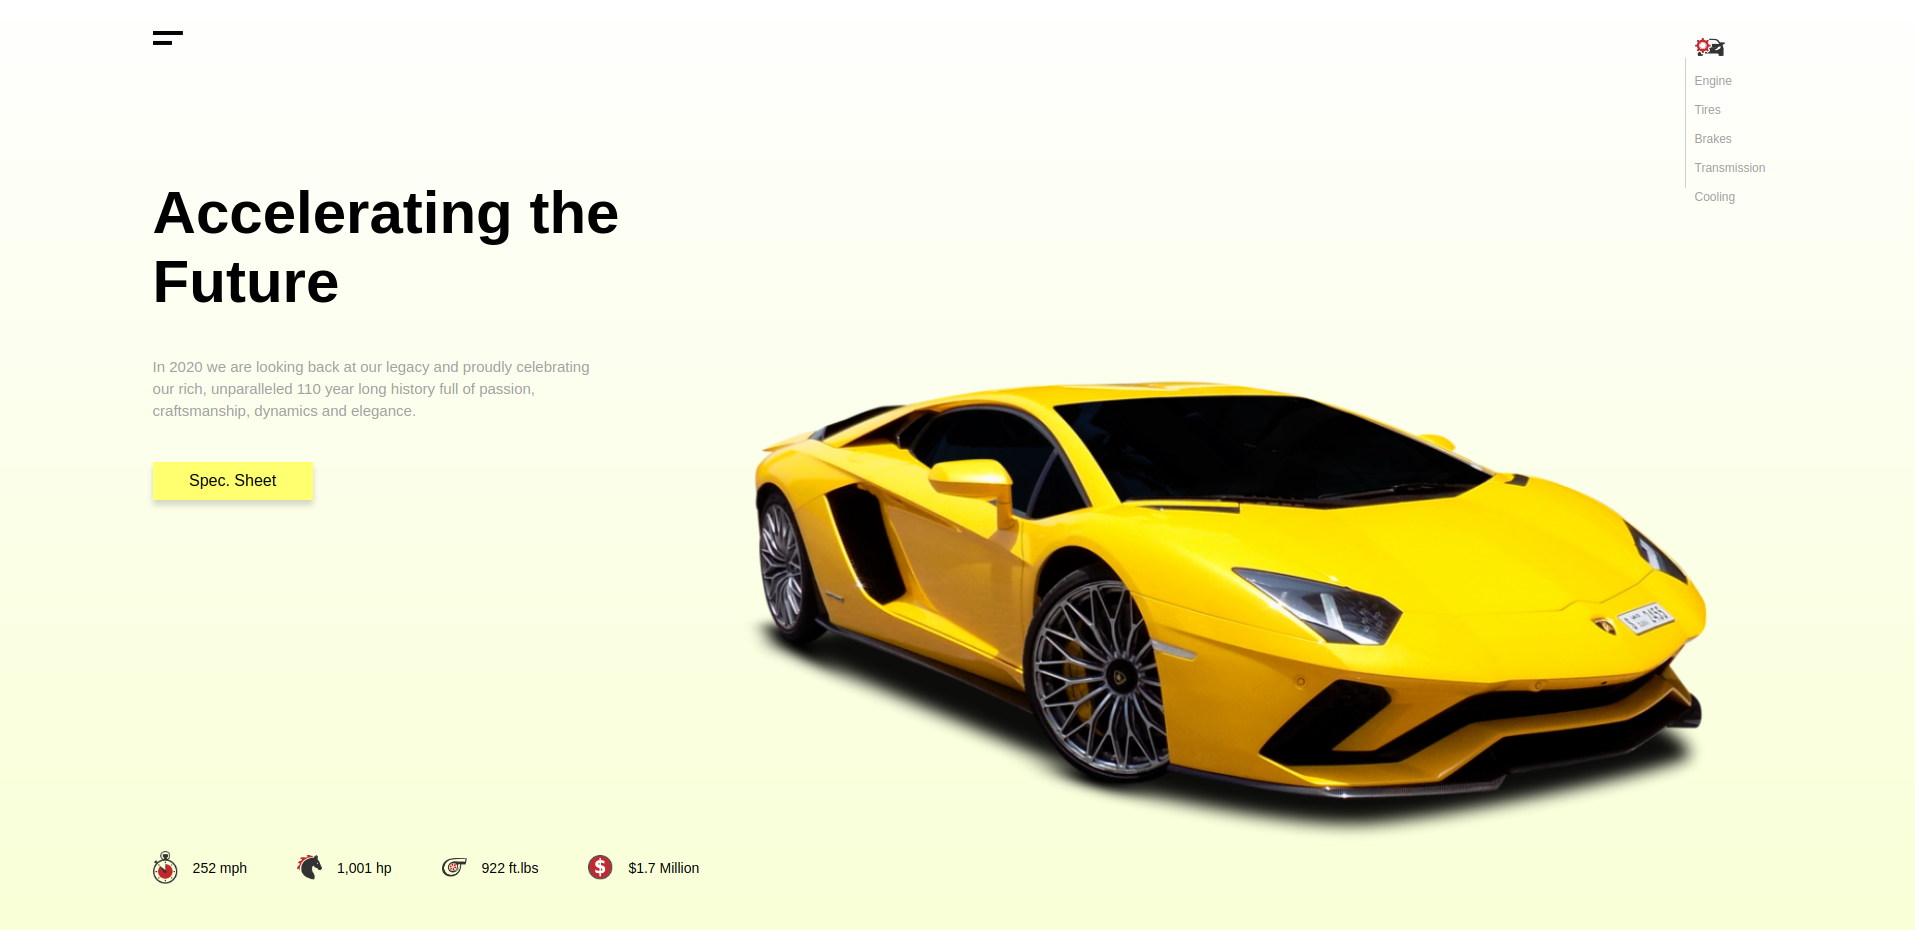 Engine
Tires
Brakes
Transmission
Cooling
Accelerating the
Future
In 2020 we are looking back at our legacy and proudly celebrating
our rich, unparalleled 110 year long history full of passion,
craftsmanship, dynamics and elegance.
Spec. Sheet
252 mph
1,001 hp
922 ft.lbs
$1.7 Million